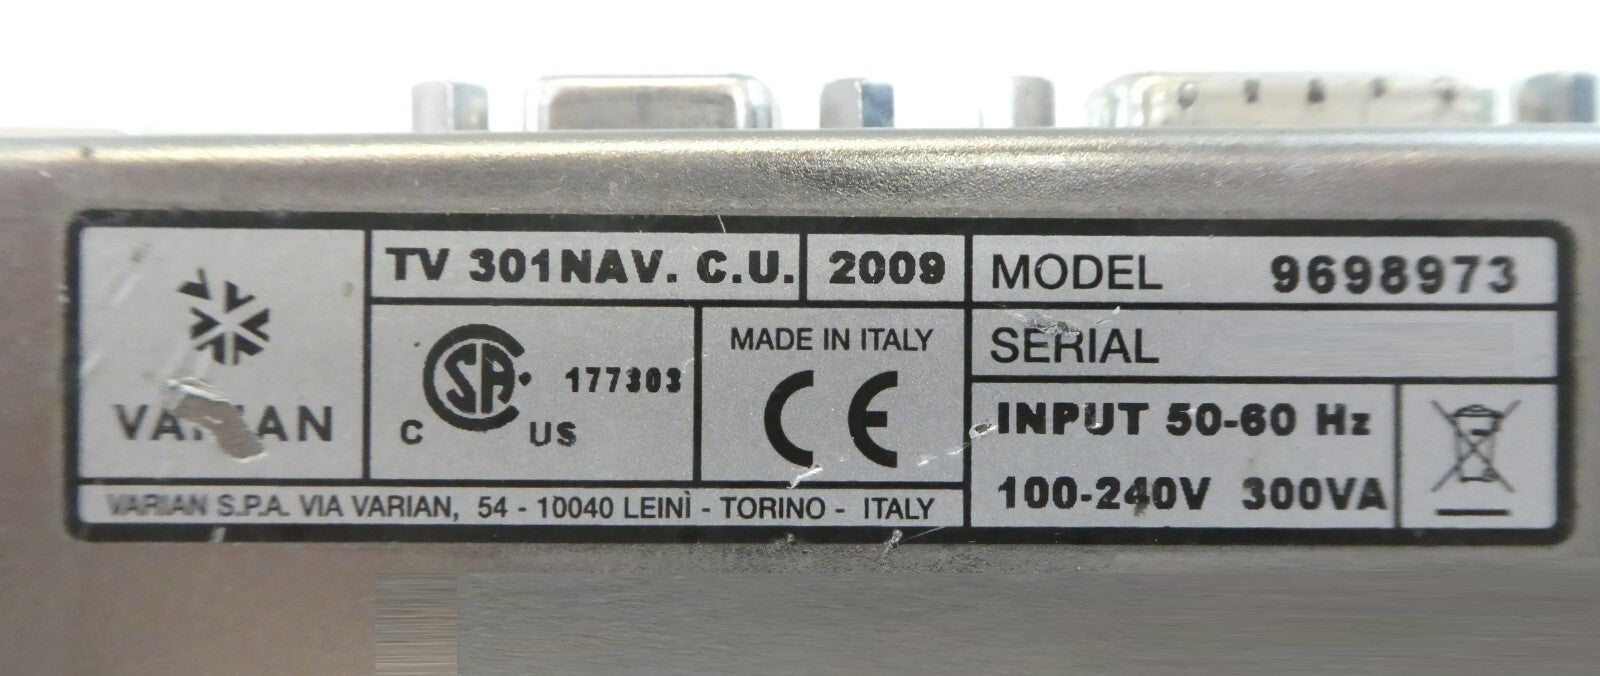 TV 301NAV. C.U. 2009
MODEL 9698973
SERIAL
VARIAN
C US 177303
MADE IN ITALY
CE
INPUT 50-60 Hz
100-240V 300VA
VARIAN S.P.A. VIA VARIAN, 54 - 10040 LEINÌ - TORINO - ITALY